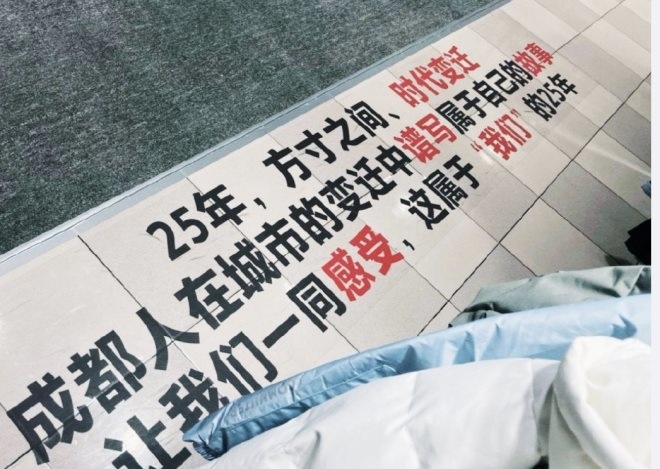 25年，方寸之间、时代变迁
成都人在城市的变迁中谱写属于自己的故事
让我们一同感受，这属于“我们”的25年